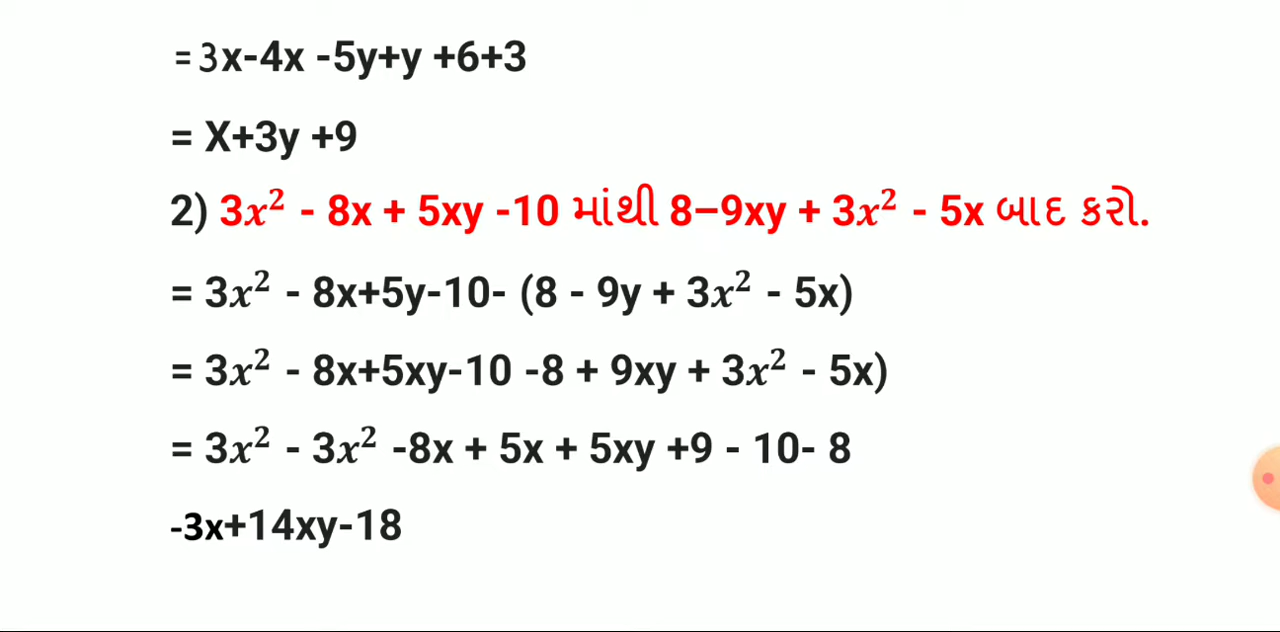 = 3x-4x -5y+y +6+3
= X+3y +9
2) 3x² - 8x + 5xy -10 માંથી 8–9xy + 3x² - 5x બાદ કરો.
= 3x² - 8x+5y-10- (8 - 9y + 3x² - 5x)
= 3x² - 8x+5xy-10 -8 + 9xy + 3x² - 5x)
= 3x² - 3x² -8x + 5x + 5xy +9 - 10- 8
-3x+14xy-18